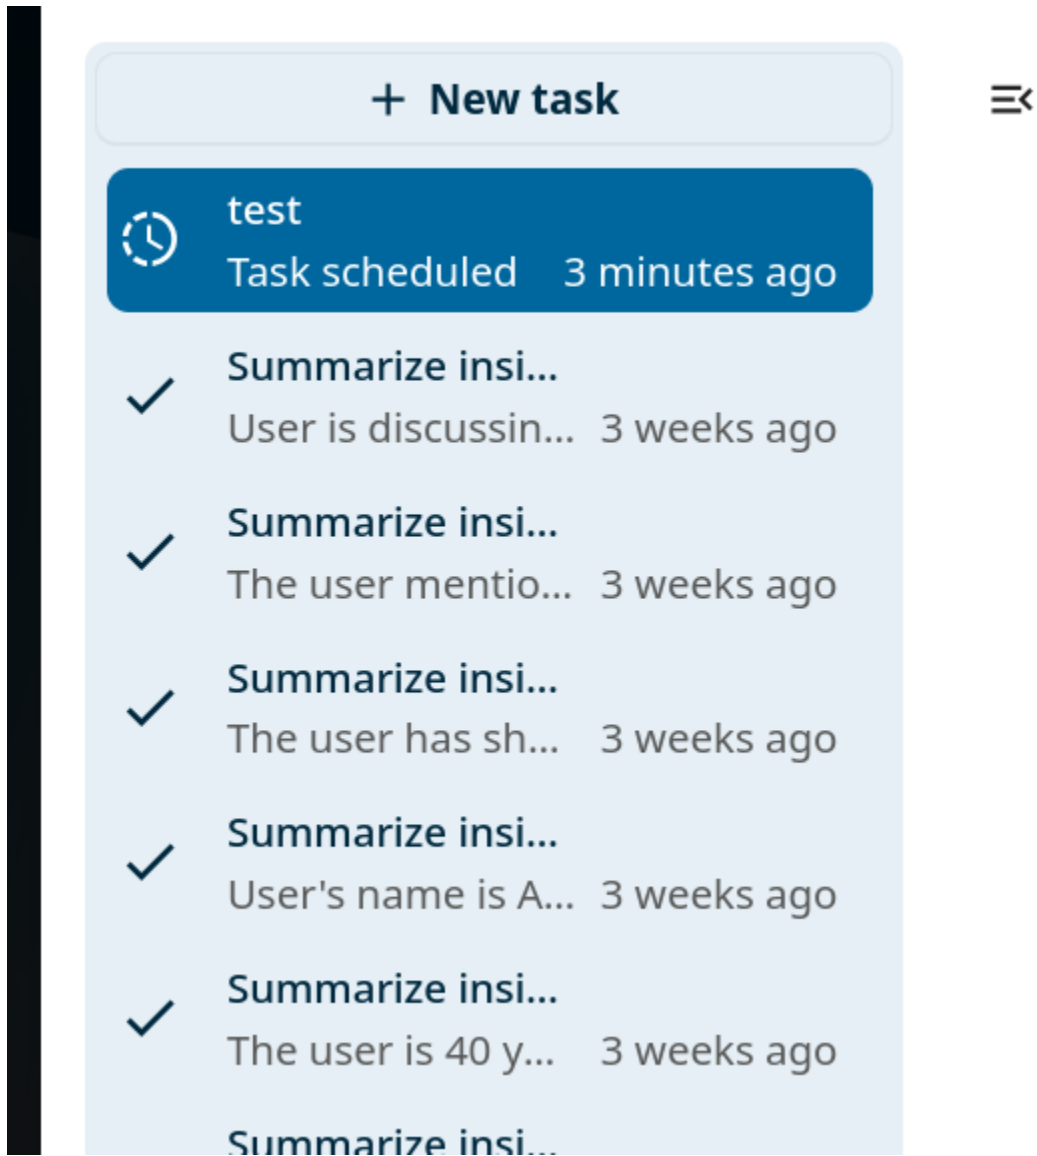 + New task
test
Task scheduled 3 minutes ago
Summarize insi...
User is discussin... 3 weeks ago
Summarize insi...
The user mentio... 3 weeks ago
Summarize insi...
The user has sh... 3 weeks ago
Summarize insi...
User's name is A... 3 weeks ago
Summarize insi...
The user is 40 y... 3 weeks ago
Summarize insi...